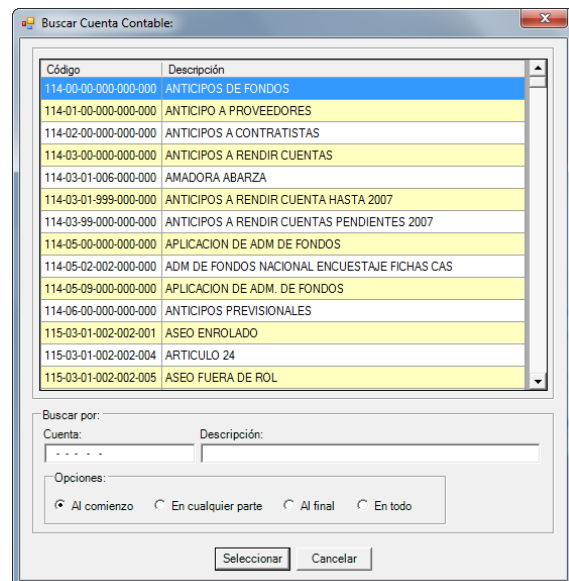 Buscar Cuenta Contable:
Código Descripción
114-00-00-000-000-000 ANTICIPOS DE FONDOS
114-01-00-000-000-000 ANTICIPO A PROVEEDORES
114-02-00-000-000-000 ANTICIPOS A CONTRATISTAS
114-03-00-000-000-000 ANTICIPOS A RENDIR CUENTAS
114-03-01-006-000-000 AMADORA ABARZA
114-03-01-999-000-000 ANTICIPOS A RENDIR CUENTA HASTA 2007
114-03-99-000-000-000 ANTICIPOS A RENDIR CUENTAS PENDIENTES 2007
114-05-00-000-000-000 APLICACION DE ADM DE FONDOS
114-05-02-002-000-000 ADM DE FONDOS NACIONAL ENCUESTAJE FICHAS CAS
114-05-09-000-000-000 APLICACION DE ADM. DE FONDOS
114-06-00-000-000-000 ANTICIPOS PREVISIONALES
115-03-01-002-002-001 ASEO ENROLADO
115-03-01-002-002-004 ARTICULO 24
115-03-01-002-002-005 ASEO FUERA DE ROL
Buscar por:
Cuenta: Descripción:
- - - - -
Opciones:
Al comienzo En cualquier parte Al final En todo
Seleccionar Cancelar